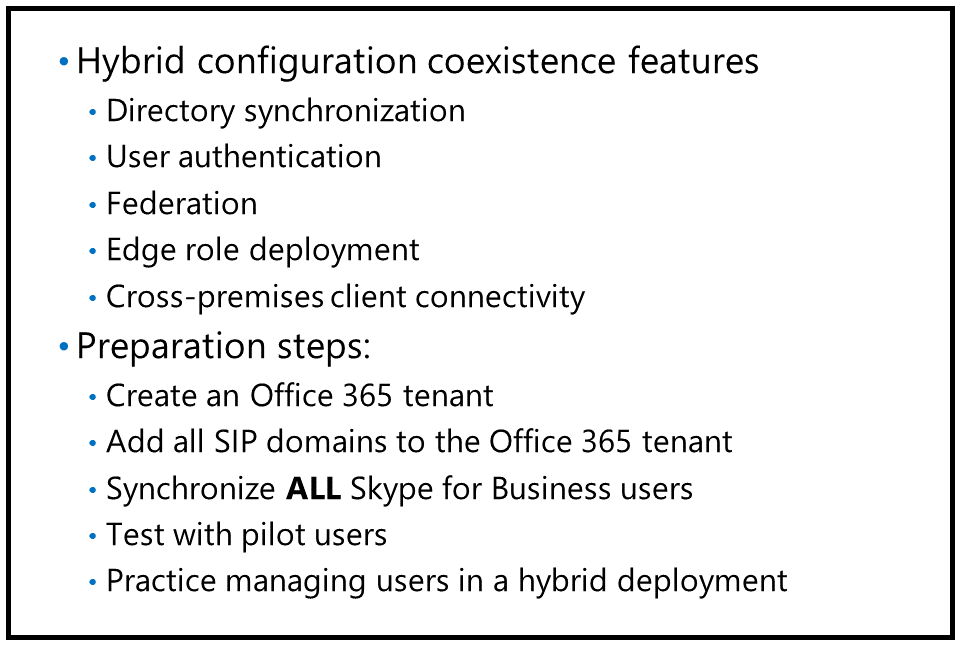 • Hybrid configuration coexistence features
• Directory synchronization
• User authentication
• Federation
• Edge role deployment
• Cross-premises client connectivity
• Preparation steps:
• Create an Office 365 tenant
• Add all SIP domains to the Office 365 tenant
• Synchronize ALL Skype for Business users
• Test with pilot users
• Practice managing users in a hybrid deployment